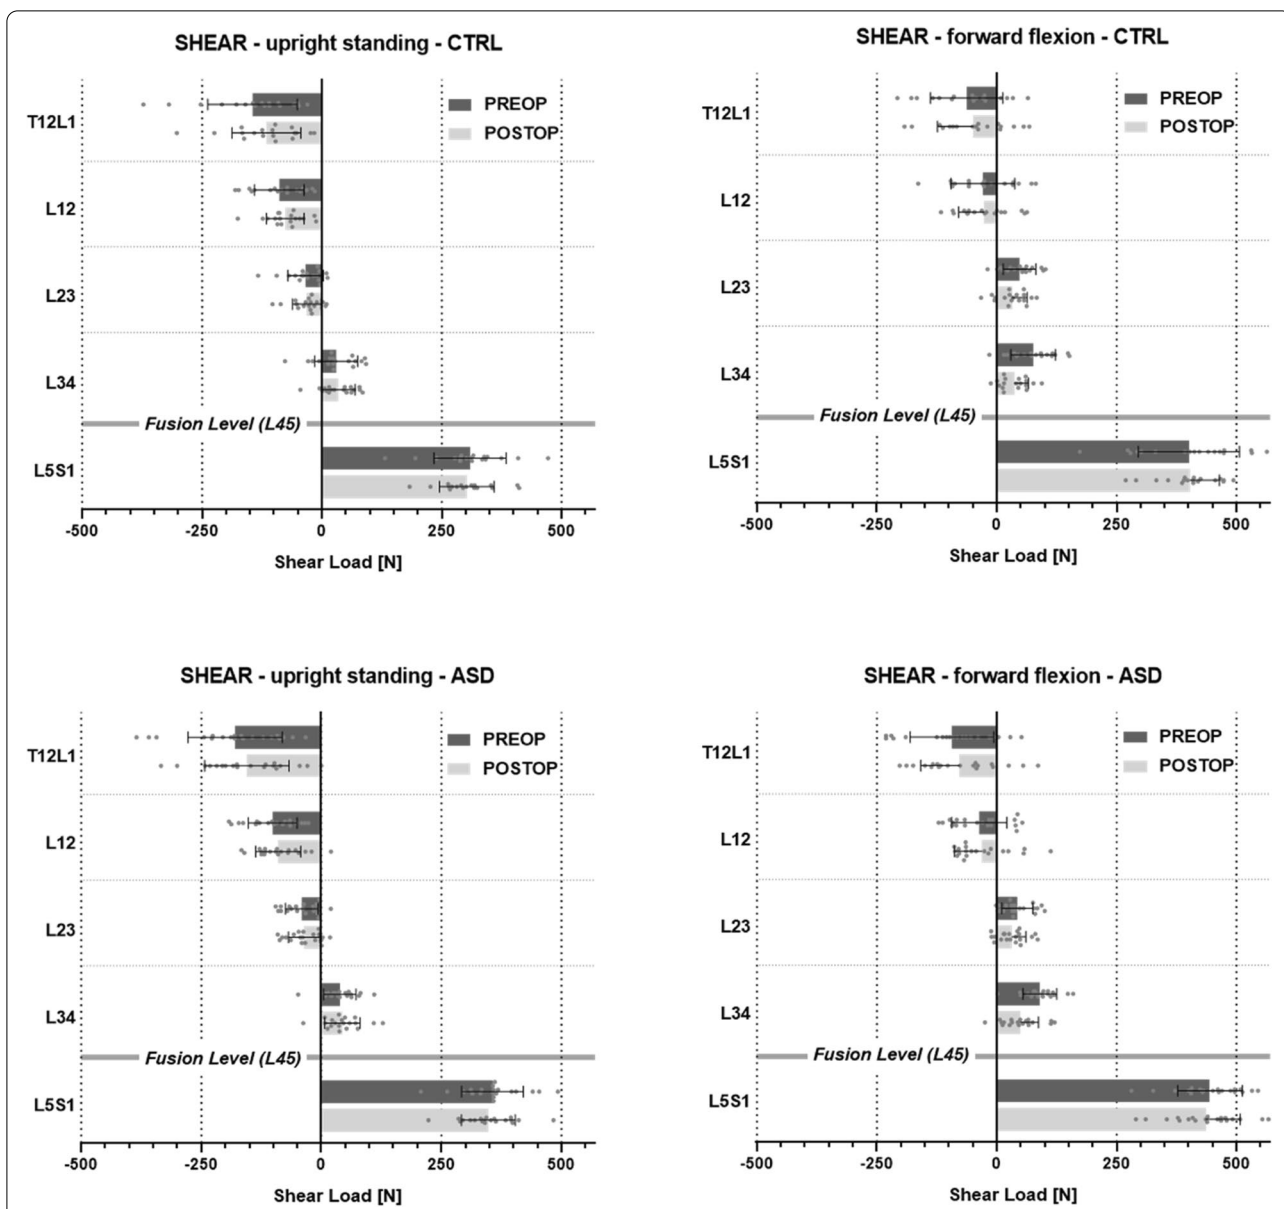 SHEAR - upright standing - CTRL
PREOP
POSTOP
T12L1
L12
L23
L34
Fusion Level (L45)
L5S1
-500 -250 0 250 500
Shear Load [N]
SHEAR - forward flexion - CTRL
PREOP
POSTOP
T12L1
L12
L23
L34
Fusion Level (L45)
L5S1
-500 -250 0 250 500
Shear Load [N]
SHEAR - upright standing - ASD
PREOP
POSTOP
T12L1
L12
L23
L34
Fusion Level (L45)
L5S1
-500 -250 0 250 500
Shear Load [N]
SHEAR - forward flexion - ASD
PREOP
POSTOP
T12L1
L12
L23
L34
Fusion Level (L45)
L5S1
-500 -250 0 250 500
Shear Load [N]